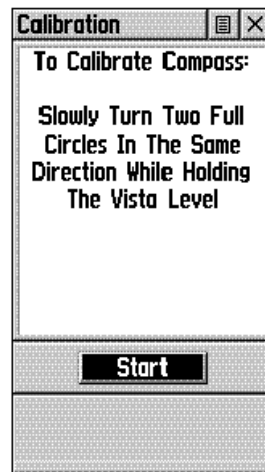 Calibration
To Calibrate Compass:
Slowly Turn Two Full
Circles In The Same
Direction While Holding
The Vista Level
Start